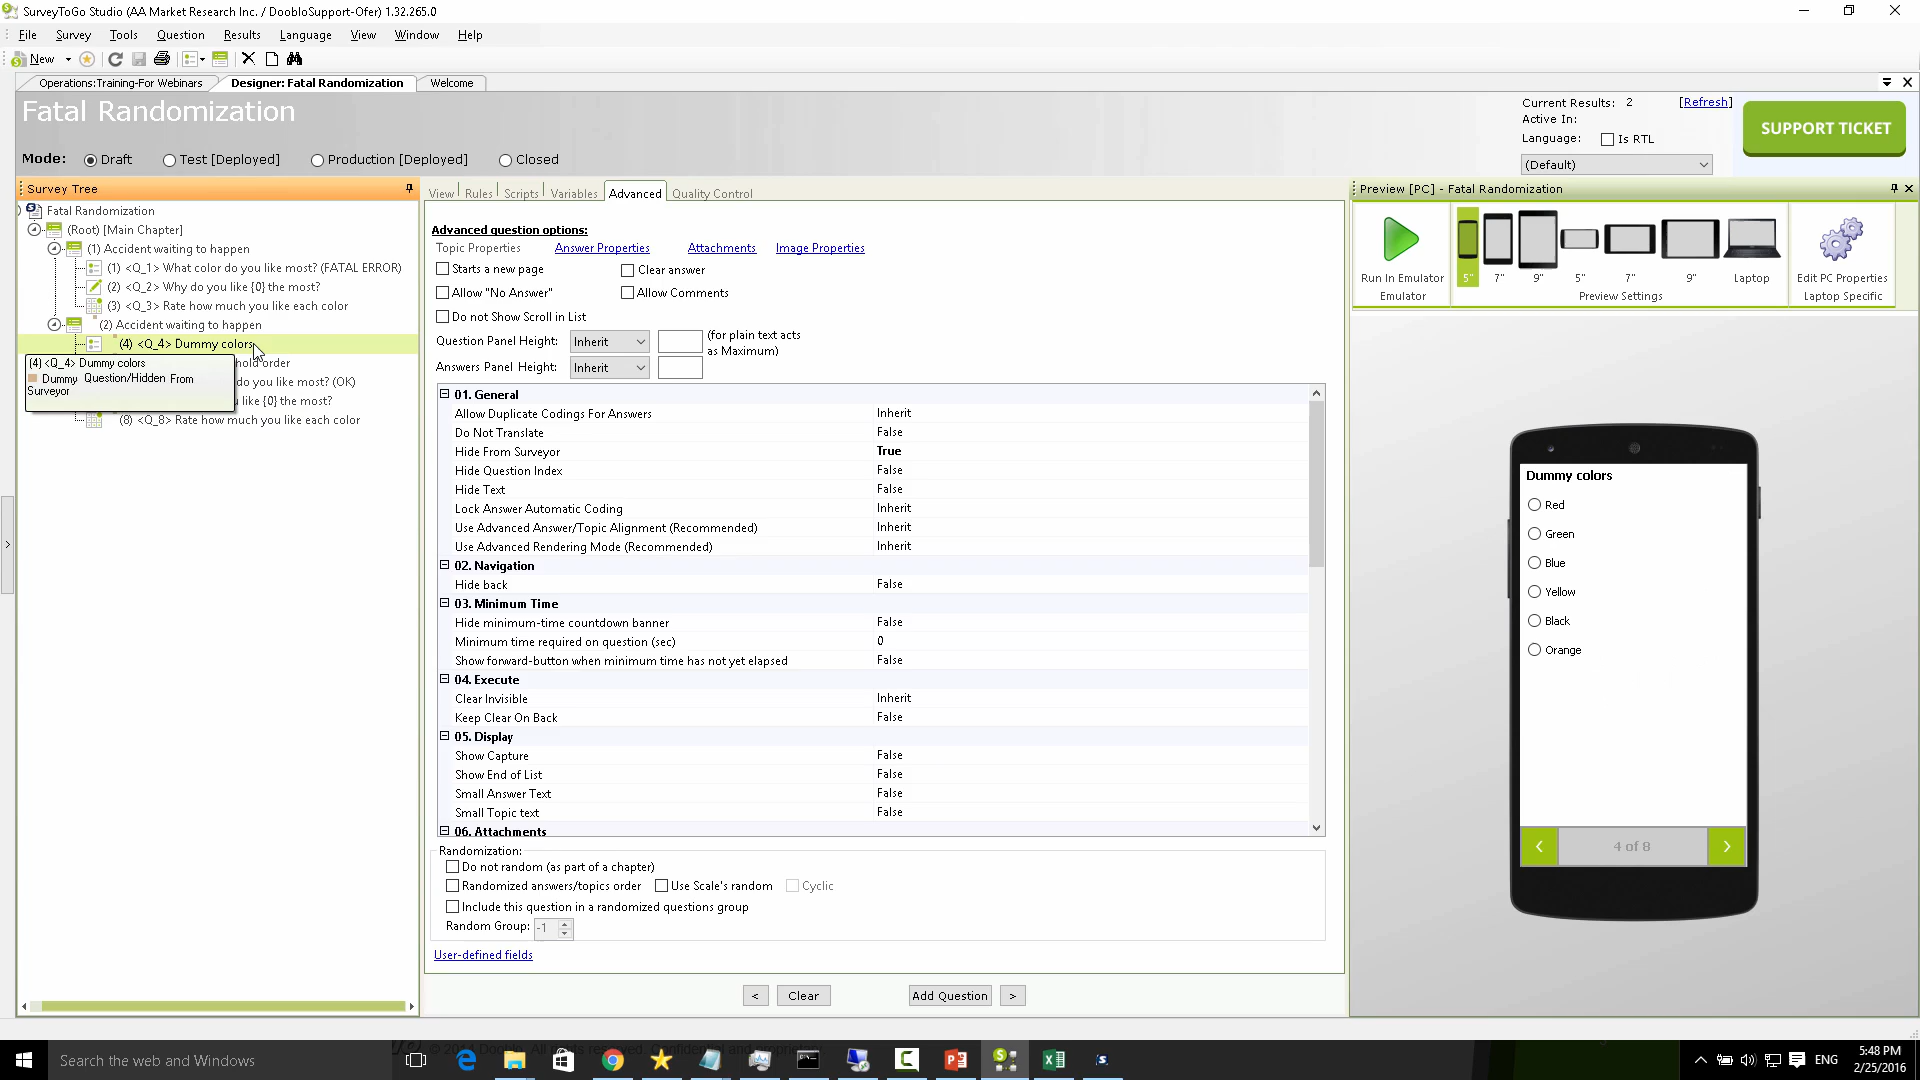 SurveyToGo Studio (AA Market Research Inc. / DoobloSupport-Ofer) 1.32.265.0
File Survey Tools Question Results Language View Window Help
New
Operations:Training-For Webinars Designer: Fatal Randomization Welcome
Fatal Randomization
Current Results: 2 [Refresh]
Active In:
Language: Is RTL
(Default)
SUPPORT TICKET
Mode: Draft Test [Deployed] Production [Deployed] Closed
Survey Tree
Fatal Randomization
(Root) [Main Chapter]
(1) Accident waiting to happen
(1) <Q_1> What color do you like most? (FATAL ERROR)
(2) <Q_2> Why do you like {0} the most?
(3) <Q_3> Rate how much you like each color
(2) Accident waiting to happen
(4) <Q_4> Dummy colors
hold order
do you like most? (OK)
like {0} the most?
(8) <Q_8> Rate how much you like each color
(4) <Q_4> Dummy colors
Dummy Question/Hidden From
Surveyor
View Rules Scripts Variables Advanced Quality Control
Advanced question options:
Topic Properties Answer Properties Attachments Image Properties
Starts a new page Clear answer
Allow "No Answer" Allow Comments
Do not Show Scroll in List
Question Panel Height: Inherit (for plain text acts
as Maximum)
Answers Panel Height: Inherit
01. General
Allow Duplicate Codings For Answers Inherit
Do Not Translate False
Hide From Surveyor True
Hide Question Index False
Hide Text False
Lock Answer Automatic Coding Inherit
Use Advanced Answer/Topic Alignment (Recommended) Inherit
Use Advanced Rendering Mode (Recommended) Inherit
02. Navigation
Hide back False
03. Minimum Time
Hide minimum-time countdown banner False
Minimum time required on question (sec) 0
Show forward-button when minimum time has not yet elapsed False
04. Execute
Clear Invisible Inherit
Keep Clear On Back False
05. Display
Show Capture False
Show End of List False
Small Answer Text False
Small Topic text False
06. Attachments
Randomization:
Do not random (as part of a chapter)
Randomized answers/topics order Use Scale's random Cyclic
Include this question in a randomized questions group
Random Group: -1
User-defined fields
< Clear Add Question >
Preview [PC] - Fatal Randomization
Run In Emulator 5" 7" 9" 5" 7" 9" Laptop Edit PC Properties
Emulator Preview Settings Laptop Specific
Dummy colors
Red
Green
Blue
Yellow
Black
Orange
4 of 8
Search the web and Windows
ENG
5:48 PM
2/25/2016